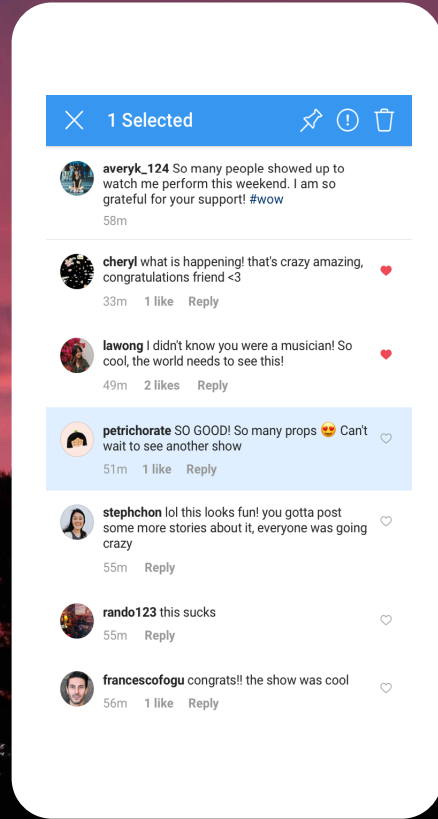 1 Selected
averyk_124 So many people showed up to
watch me perform this weekend. I am so
grateful for your support! #wow
58m
cheryl what is happening! that's crazy amazing,
congratulations friend <3
33m 1 like Reply
lawong I didn't know you were a musician! So
cool, the world needs to see this!
49m 2 likes Reply
petrichorate SO GOOD! So many props 😍 Can't
wait to see another show
51m 1 like Reply
stephchon lol this looks fun! you gotta post
some more stories about it, everyone was going
crazy
55m Reply
rando123 this sucks
55m Reply
francescofogu congrats!! the show was cool
56m 1 like Reply